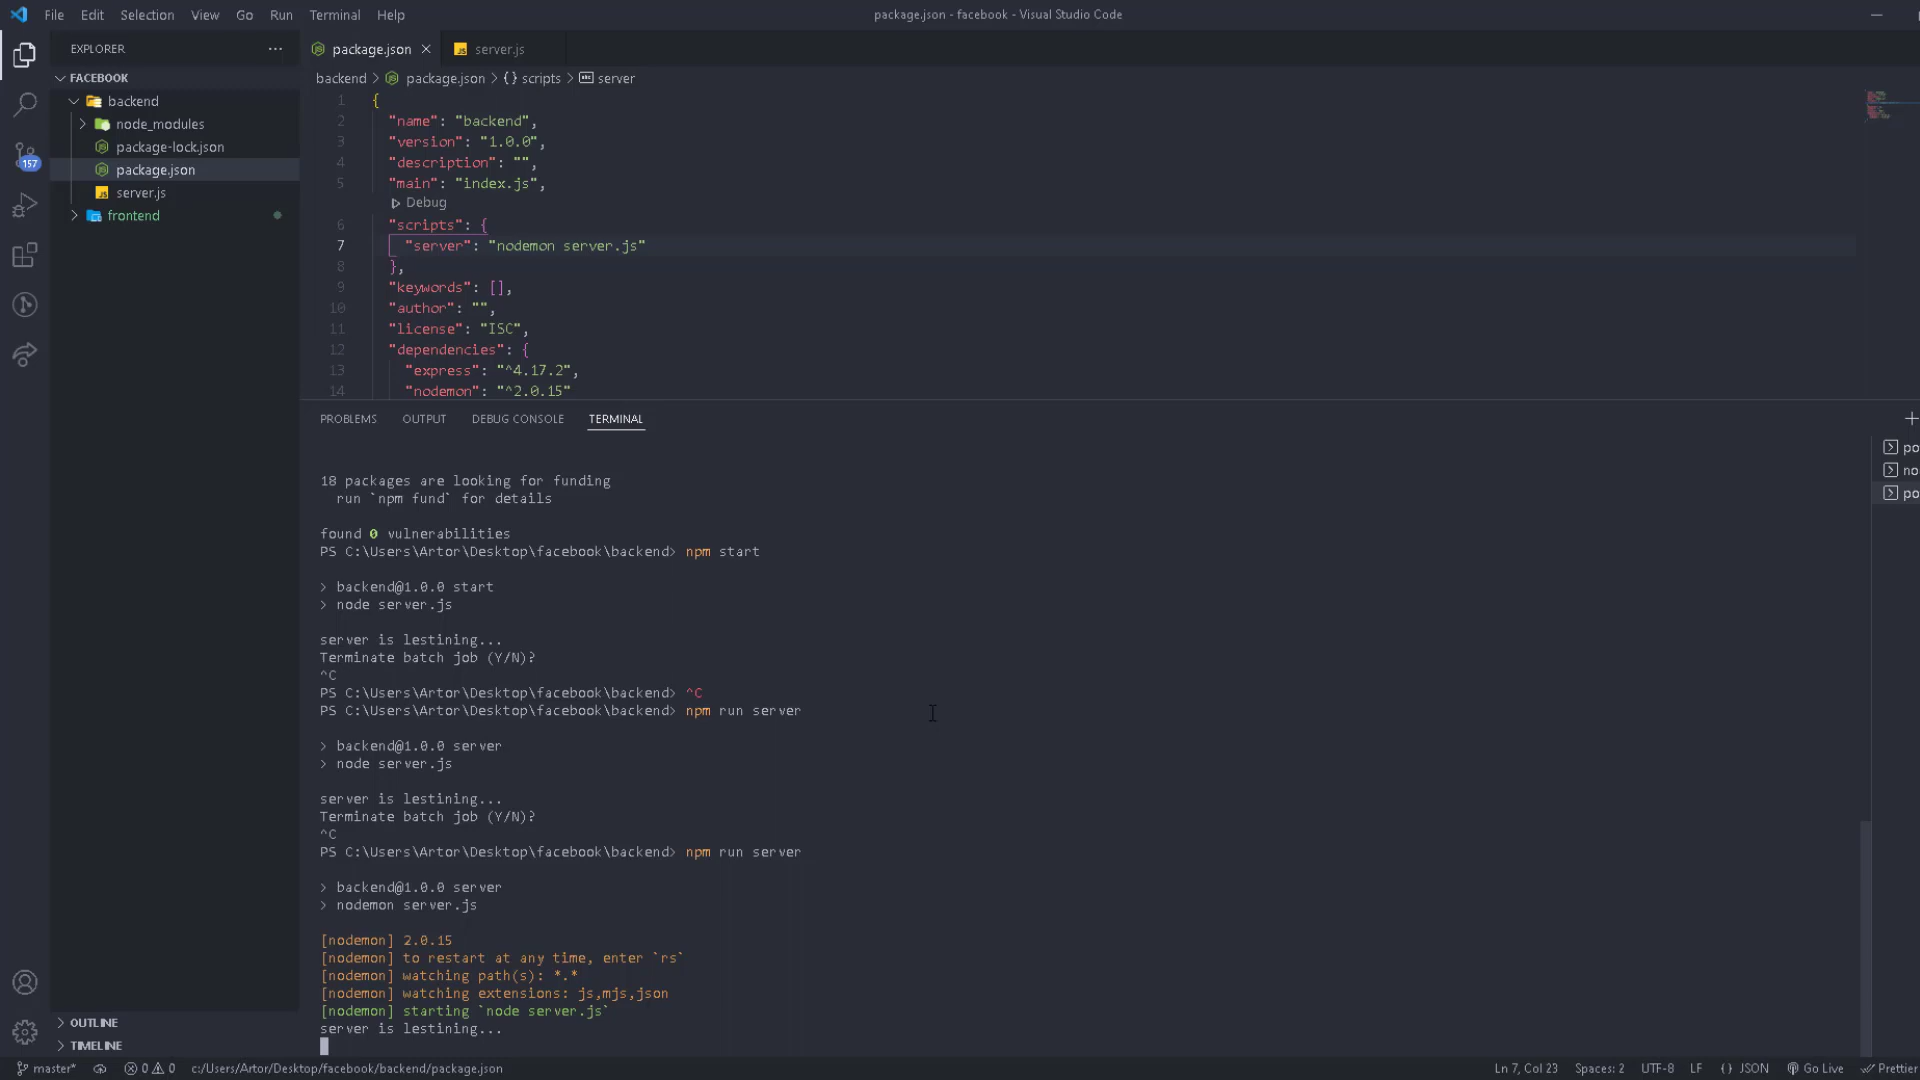 File Edit Selection View Go Run Terminal Help
package.json - facebook - Visual Studio Code
EXPLORER
FACEBOOK
backend
node_modules
package-lock.json
package.json
server.js
frontend
OUTLINE
TIMELINE
157
package.json
JS server.js
backend > package.json > {} scripts > abc server
1 {
2 "name": "backend",
3 "version": "1.0.0",
4 "description": "",
5 "main": "index.js",
Debug
6 "scripts": {
7 "server": "nodemon server.js"
8 },
9 "keywords": [],
10 "author": "",
11 "license": "ISC",
12 "dependencies": {
13 "express": "^4.17.2",
14 "nodemon": "^2.0.15"
PROBLEMS OUTPUT DEBUG CONSOLE TERMINAL
po
no
po
18 packages are looking for funding
run `npm fund` for details
found 0 vulnerabilities
PS C:\Users\Artor\Desktop\facebook\backend> npm start
> backend@1.0.0 start
> node server.js
server is lestining...
Terminate batch job (Y/N)?
^C
PS C:\Users\Artor\Desktop\facebook\backend> ^C
PS C:\Users\Artor\Desktop\facebook\backend> npm run server
> backend@1.0.0 server
> node server.js
server is lestining...
Terminate batch job (Y/N)?
^C
PS C:\Users\Artor\Desktop\facebook\backend> npm run server
> backend@1.0.0 server
> nodemon server.js
[nodemon] 2.0.15
[nodemon] to restart at any time, enter `rs`
[nodemon] watching path(s): *.*
[nodemon] watching extensions: js,mjs,json
[nodemon] starting `node server.js`
server is lestining...
master* 0 0 c:/Users/Artor/Desktop/facebook/backend/package.json Ln 7, Col 23 Spaces: 2 UTF-8 LF {} JSON Go Live Prettier